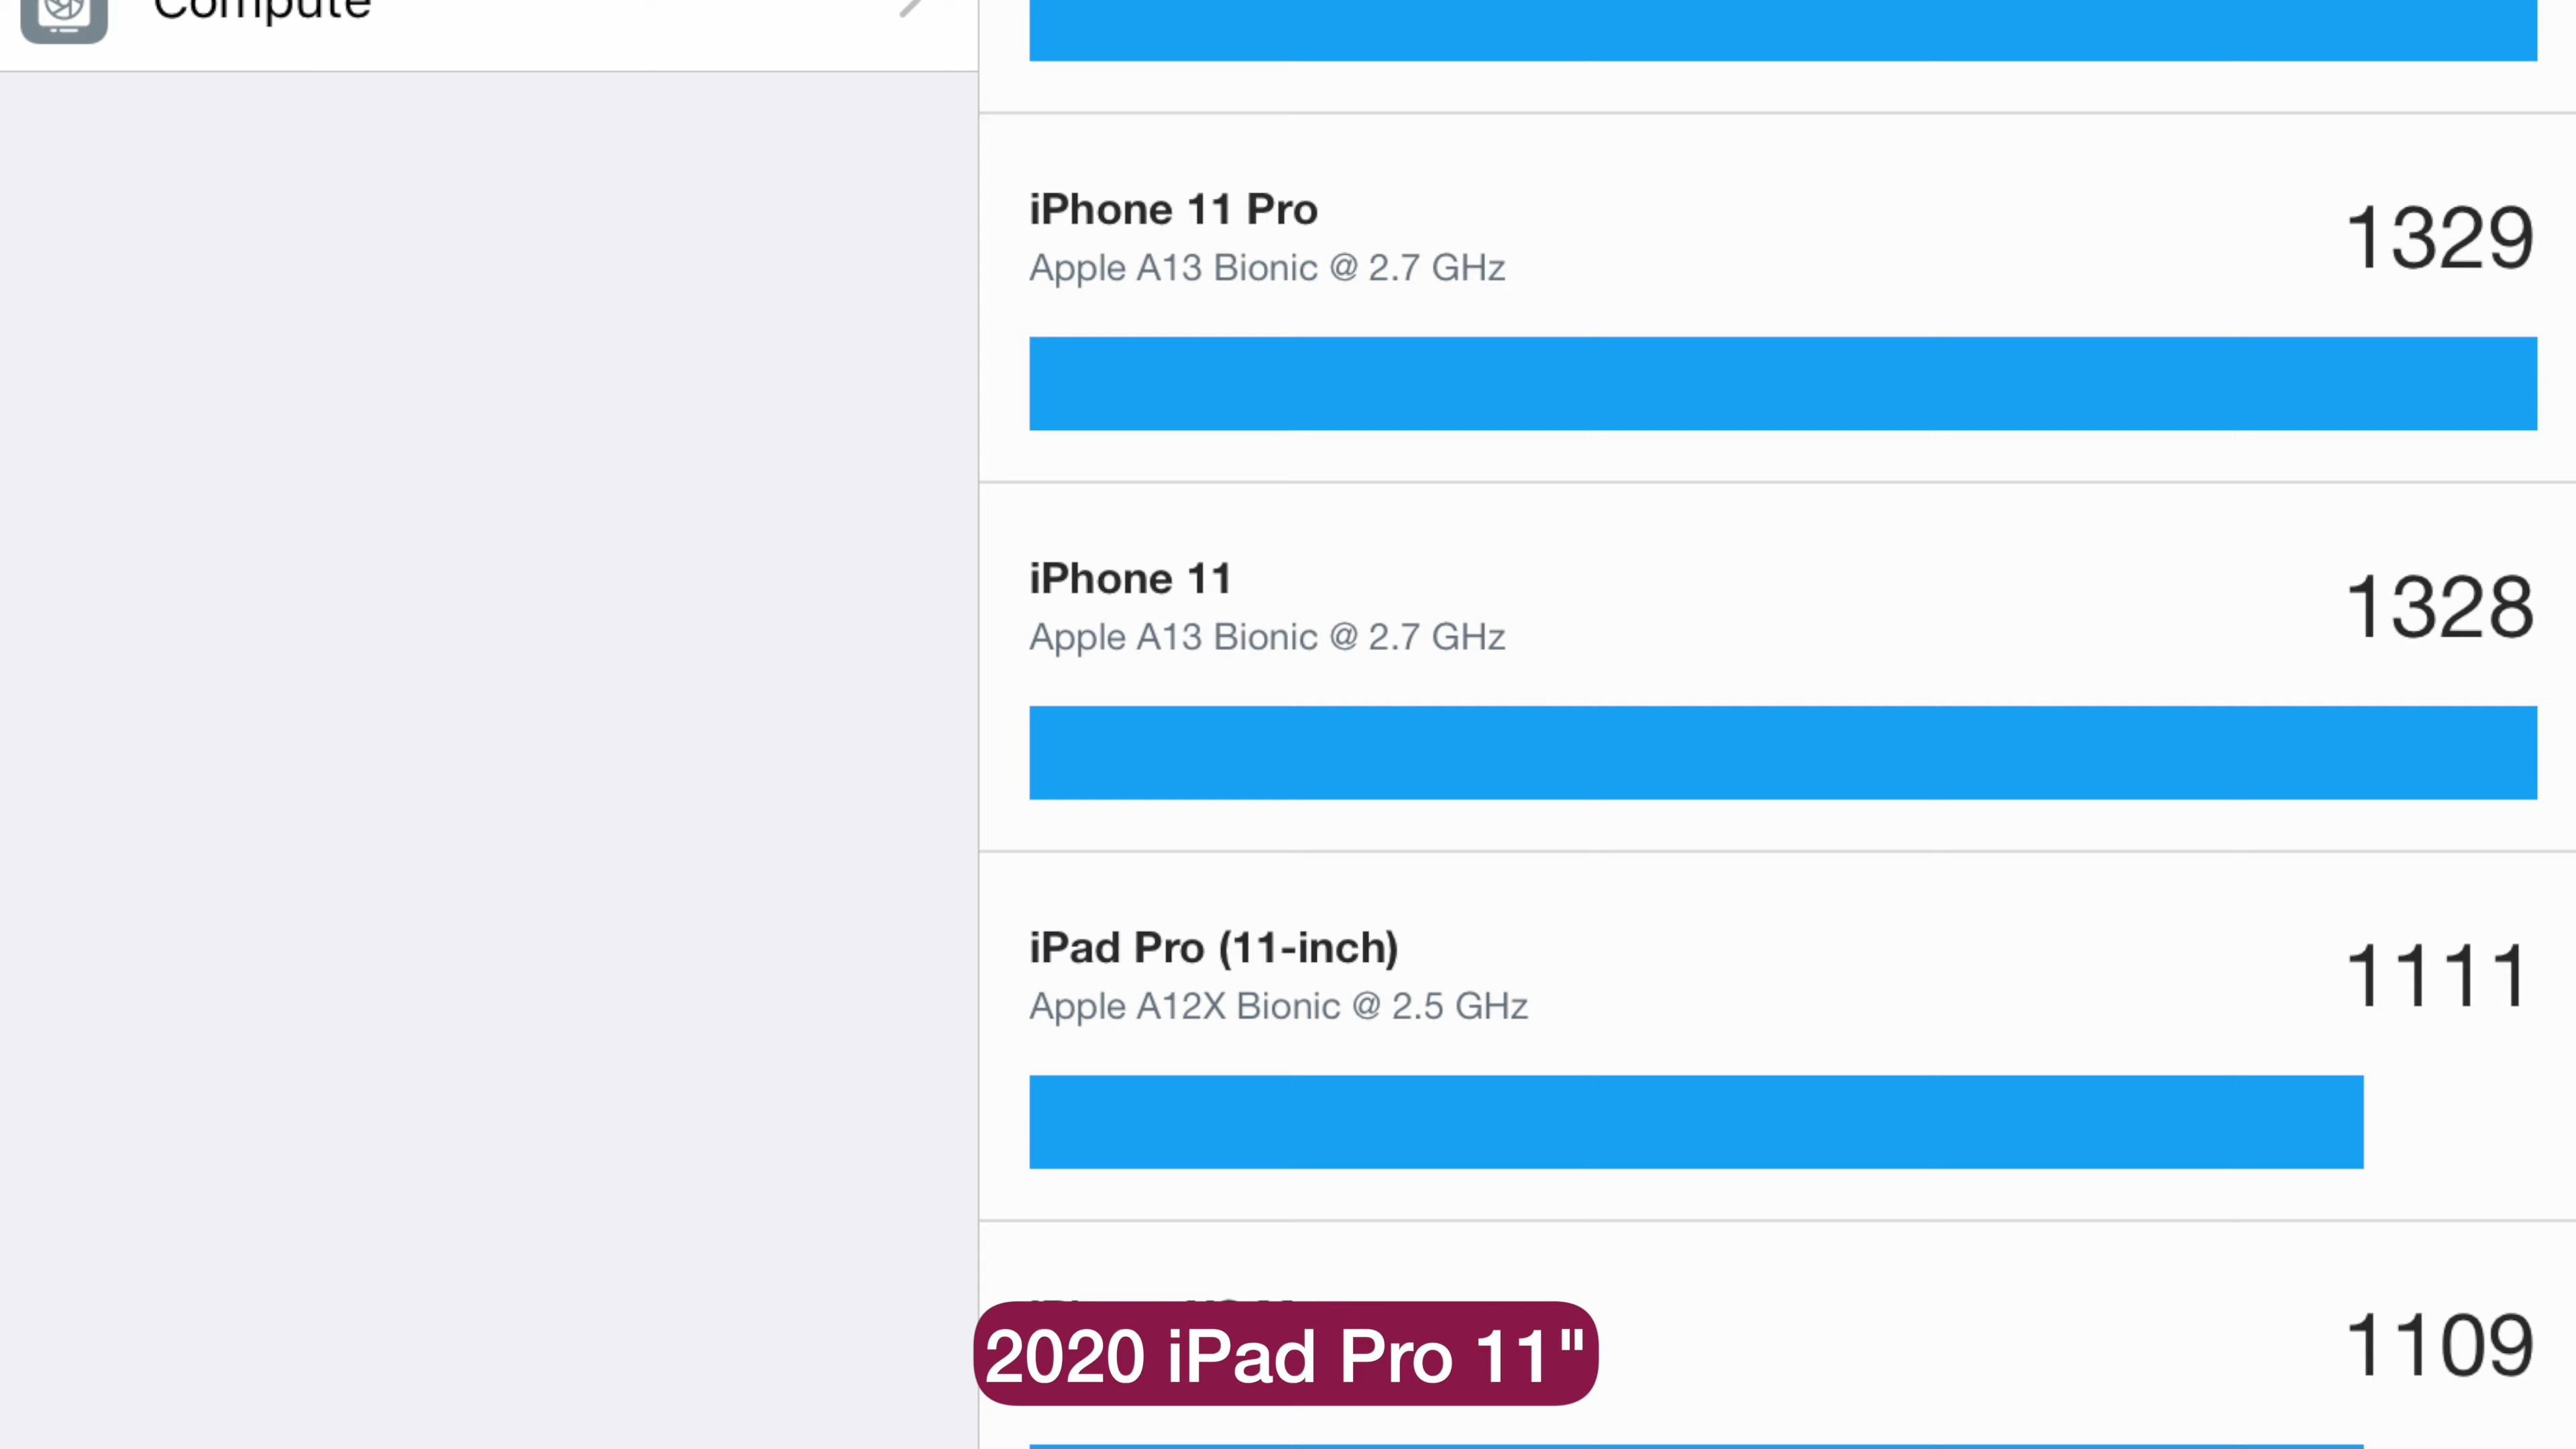 Compute
iPhone 11 Pro
1329
Apple A13 Bionic @ 2.7 GHz
iPhone 11
1328
Apple A13 Bionic @ 2.7 GHz
iPad Pro (11-inch)
1111
Apple A12X Bionic @ 2.5 GHz
2020 iPad Pro 11"
1109